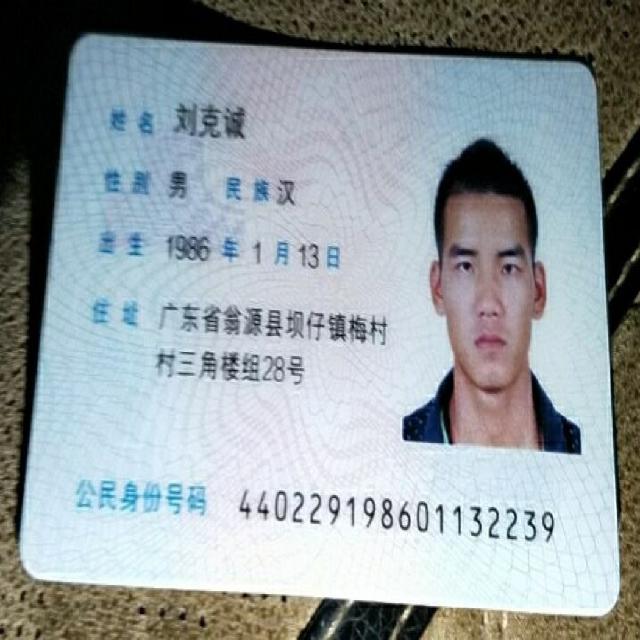 姓名 刘克诚
性别 男 民族 汉
出生 1986 年 1 月 13 日
住址 广东省翁源县坝仔镇梅村
村三角楼组28号
公民身份号码 440229198601132239